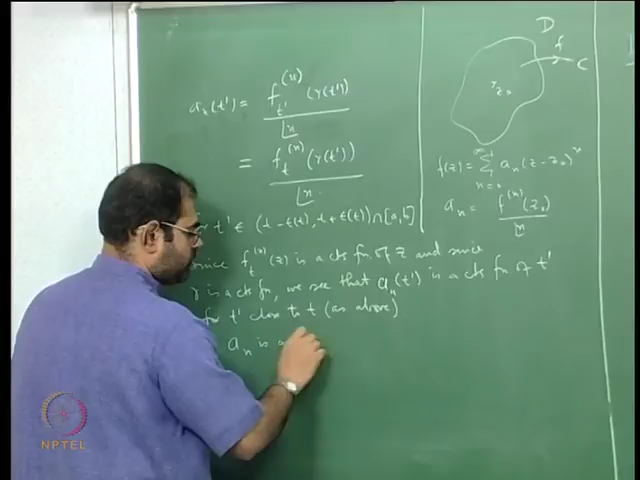 aₙ(t') = f_{t'}^{(n)}(γ(t')) / ⌊n
= f_t^{(n)}(γ(t')) / ⌊n.
t' ∈ (t-ε(t), t+ε(t)) ∩ [a,b]
since f_t^{(n)}(z) is a cts fn. of z and since
γ is a cts fn, we see that aₙ(t') is a cts fn of t'
for t' close to t (as above)
aₙ is
D
f
C
z₀
f(z) = Σ_{n=0}^{∞} aₙ(z-z₀)ⁿ
aₙ = f^{(n)}(z₀) / ⌊n
NPTEL